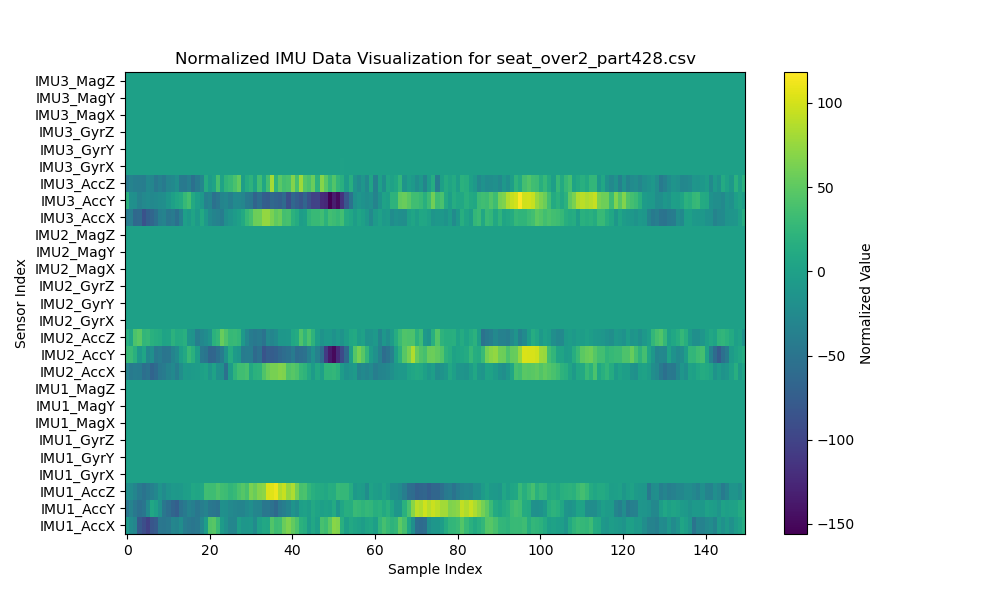 Normalized IMU Data Visualization for seat_over2_part428.csv
Sensor Index
IMU3_MagZ
IMU3_MagY
IMU3_MagX
IMU3_GyrZ
IMU3_GyrY
IMU3_GyrX
IMU3_AccZ
IMU3_AccY
IMU3_AccX
IMU2_MagZ
IMU2_MagY
IMU2_MagX
IMU2_GyrZ
IMU2_GyrY
IMU2_GyrX
IMU2_AccZ
IMU2_AccY
IMU2_AccX
IMU1_MagZ
IMU1_MagY
IMU1_MagX
IMU1_GyrZ
IMU1_GyrY
IMU1_GyrX
IMU1_AccZ
IMU1_AccY
IMU1_AccX
0 20 40 60 80 100 120 140
Sample Index
100
50
0
−50
−100
−150
Normalized Value